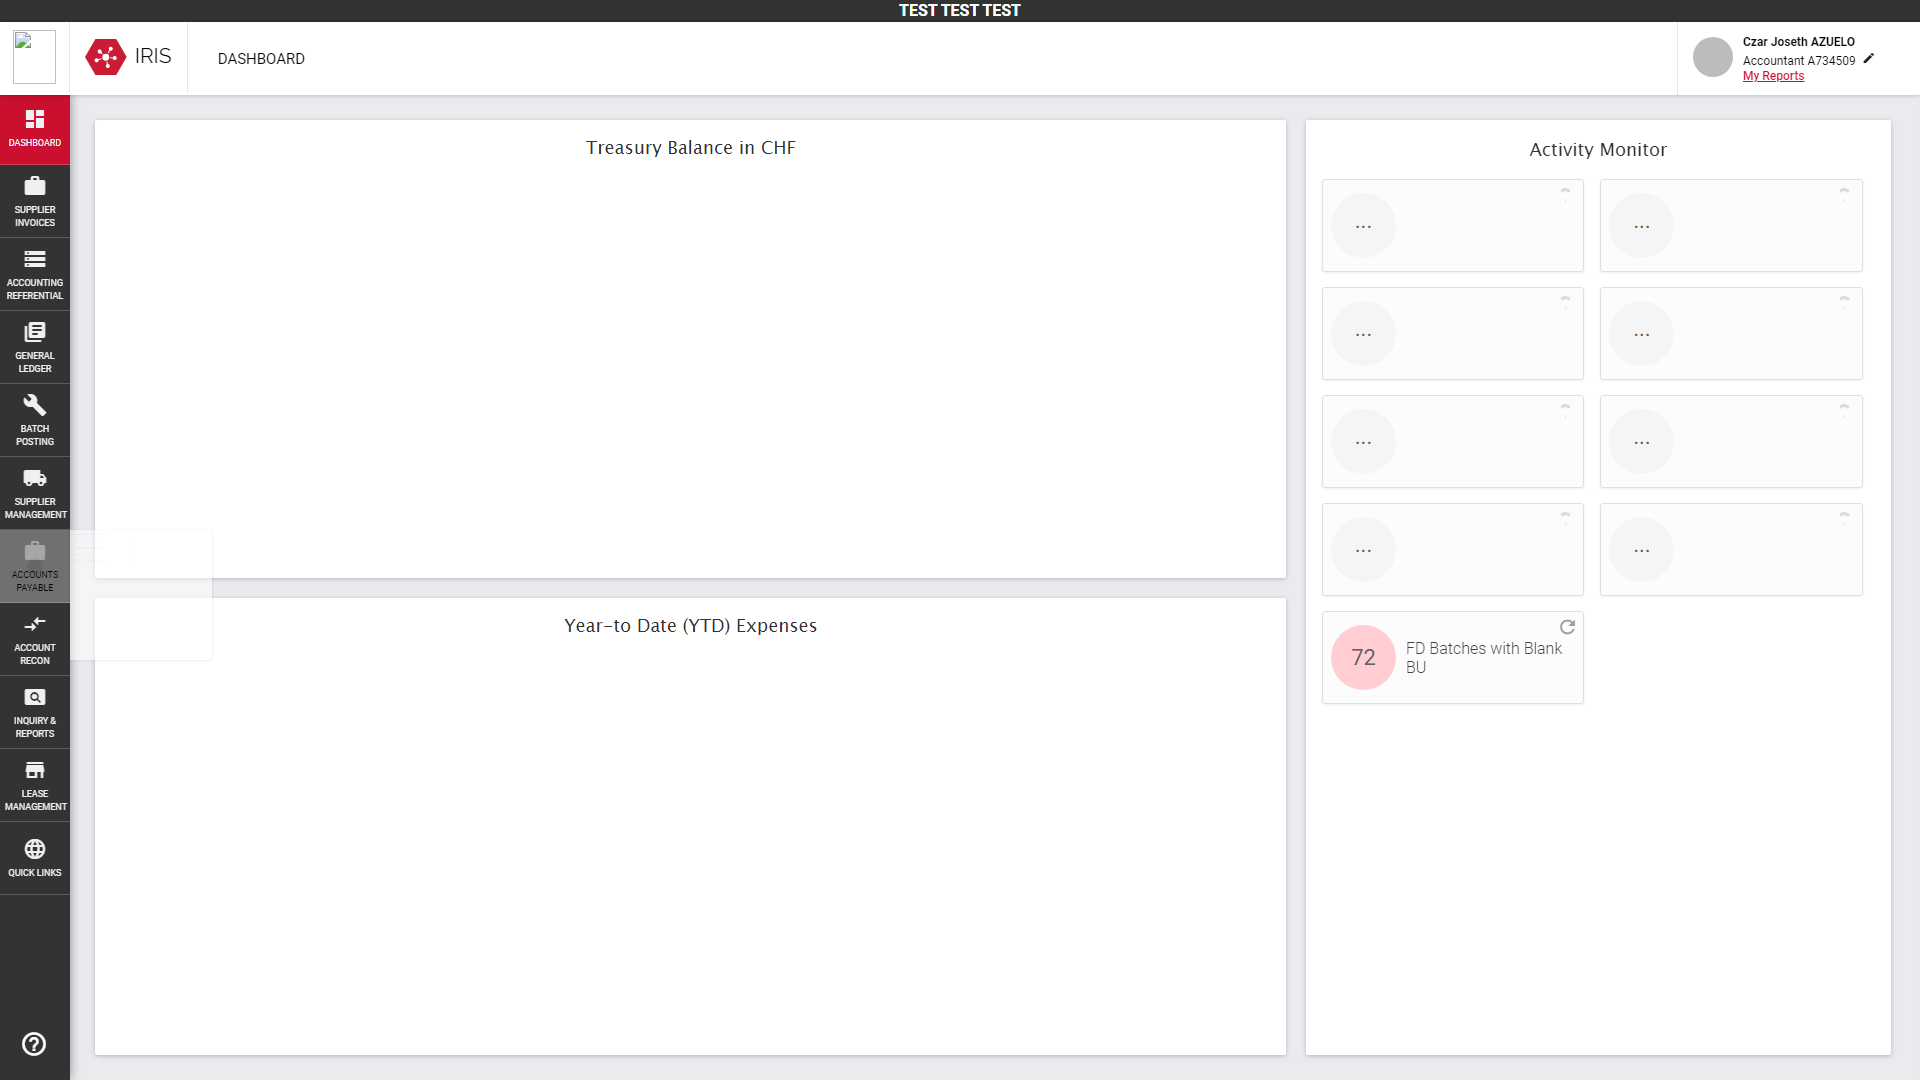 TEST TEST TEST
IRIS
DASHBOARD
Czar Joseth AZUELO
Accountant A734509
My Reports
DASHBOARD
SUPPLIER
INVOICES
ACCOUNTING
REFERENTIAL
GENERAL
LEDGER
BATCH
POSTING
SUPPLIER
MANAGEMENT
ACCOUNTS
PAYABLE
ACCOUNT
RECON
INQUIRY &
REPORTS
LEASE
MANAGEMENT
QUICK LINKS
Treasury Balance in CHF
Year-to Date (YTD) Expenses
Activity Monitor
... ...
... ...
... ...
... ...
72
FD Batches with Blank
BU